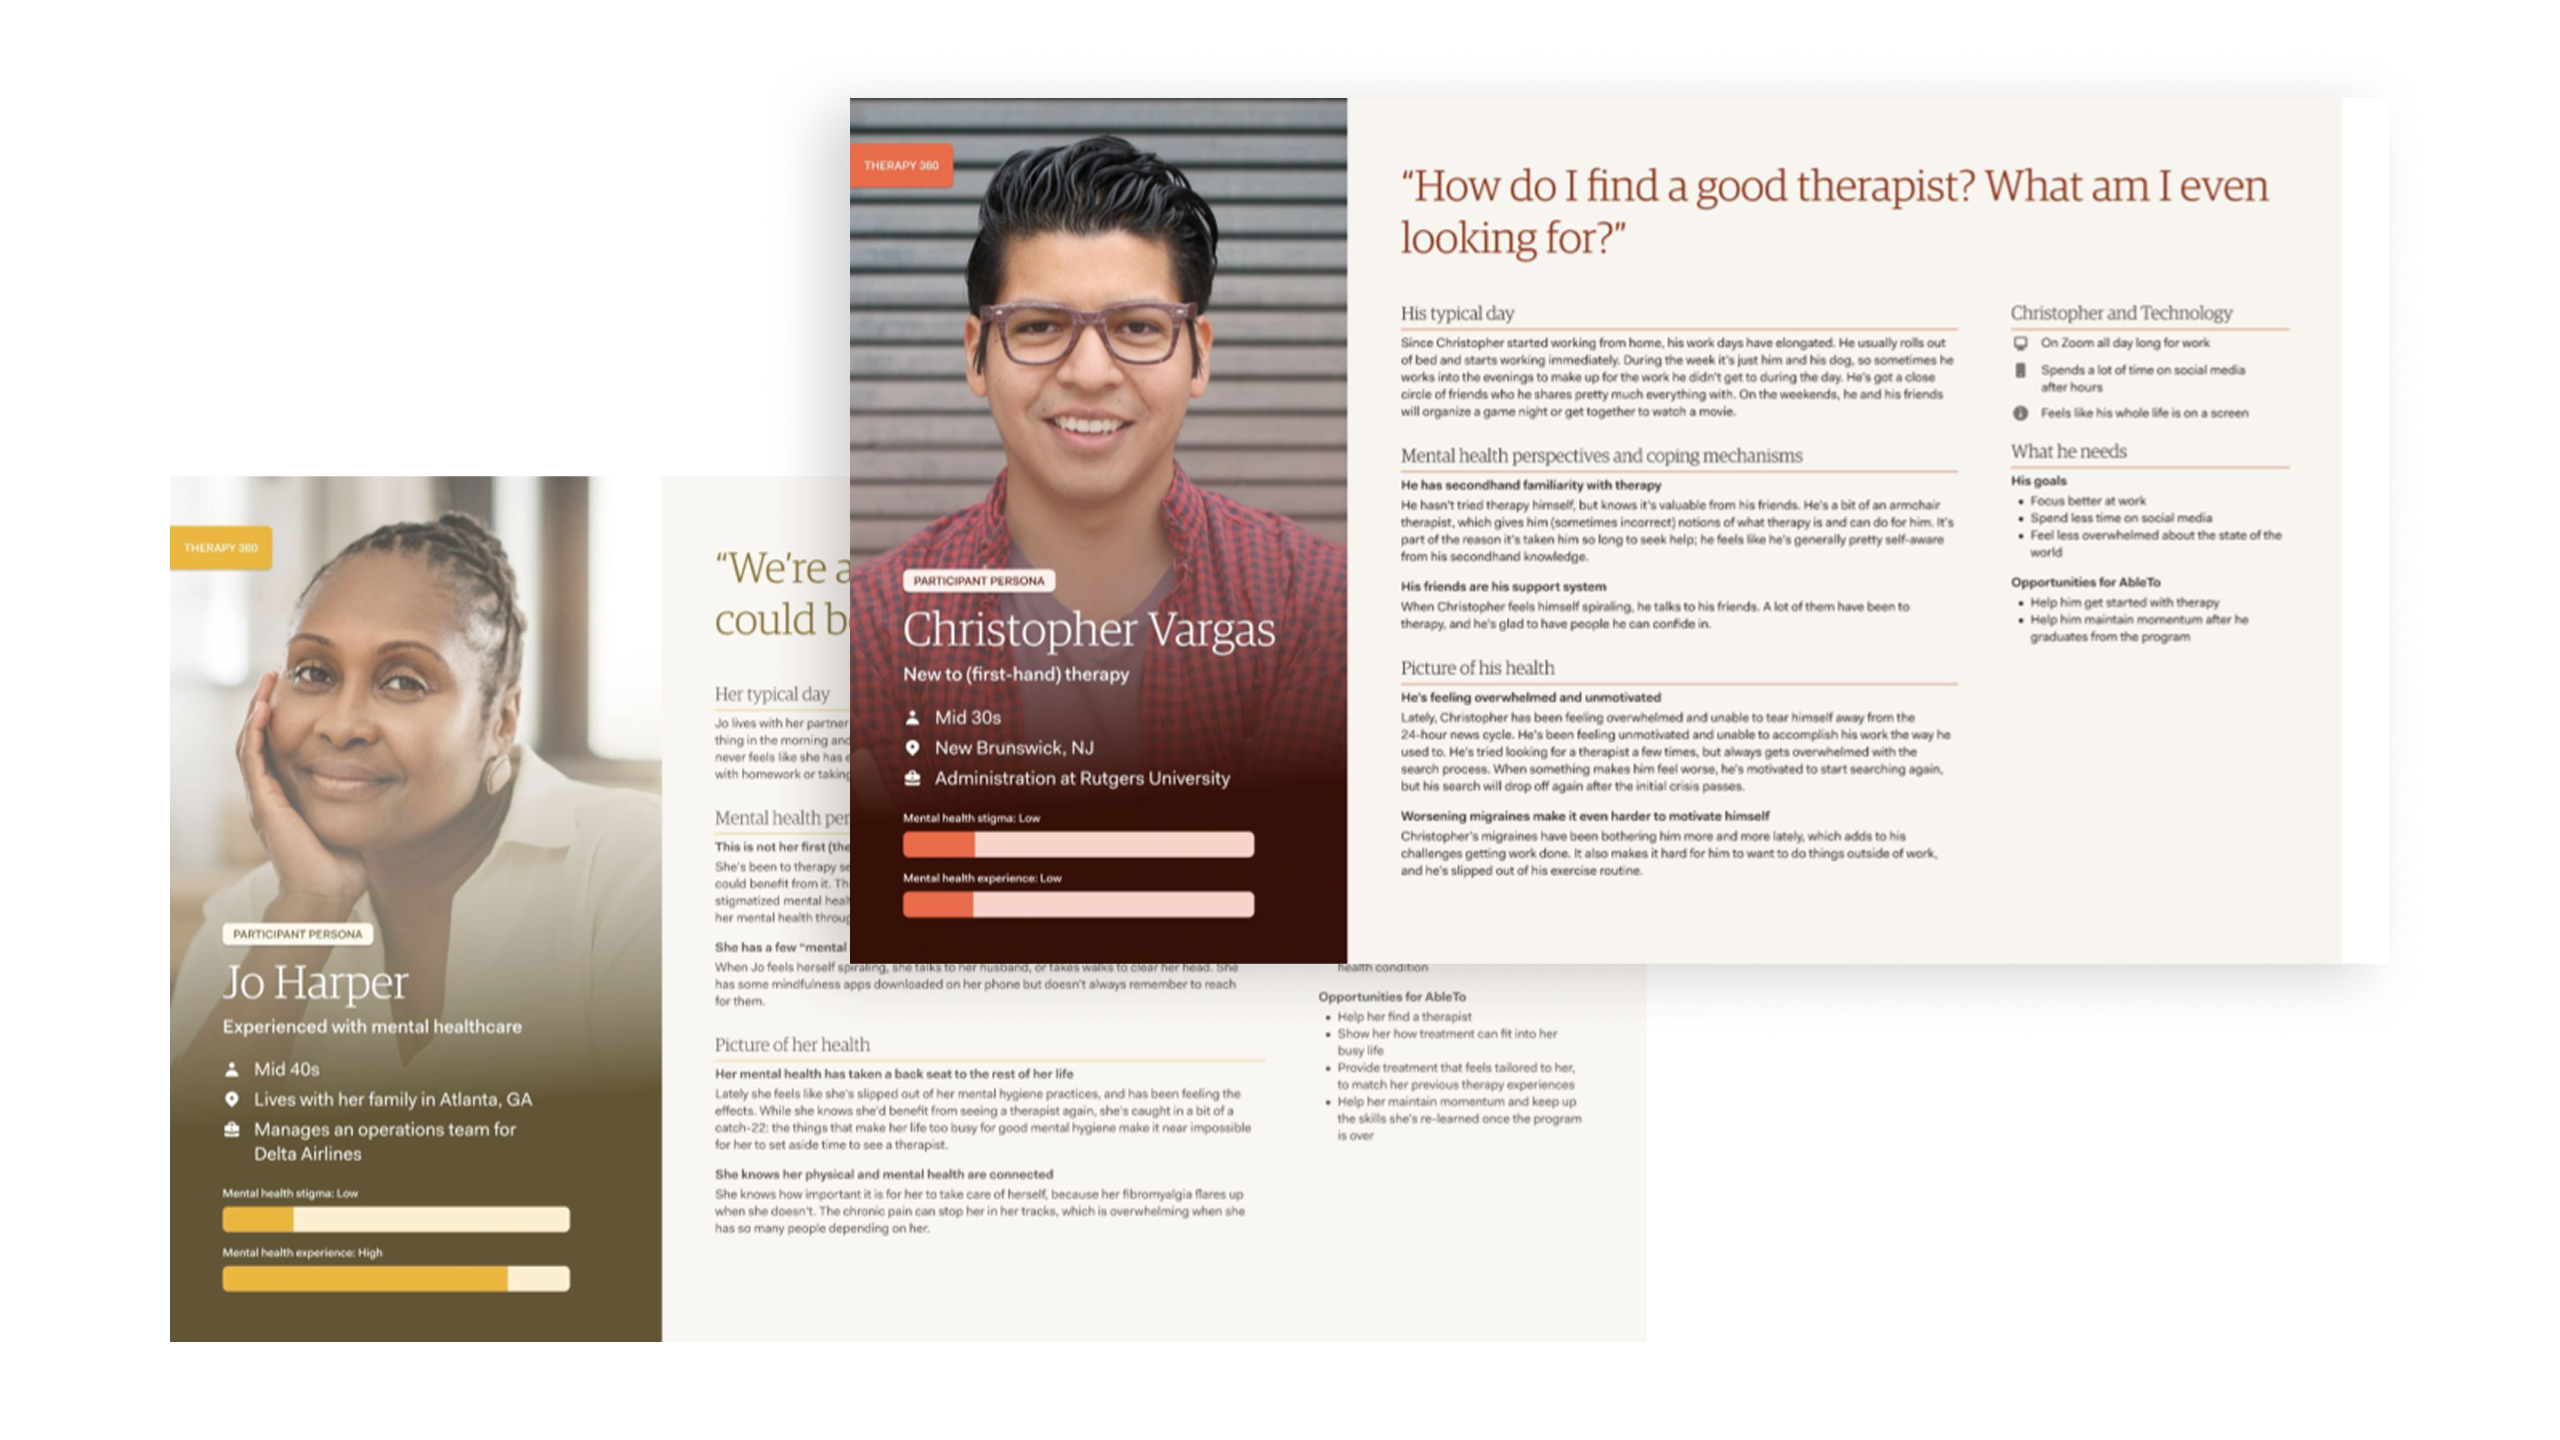 THERAPY 360
PARTICIPANT PERSONA
Christopher Vargas
New to (first-hand) therapy
Mid 30s
New Brunswick, NJ
Administration at Rutgers University
Mental health stigma: Low
Mental health experience: Low
“How do I find a good therapist? What am I even
looking for?”
His typical day
Since Christopher started working from home, his work days have elongated. He usually rolls out
of bed and starts working immediately. During the week it's just him and his dog, so sometimes he
works into the evenings to make up for the work he didn't get to during the day. He's got a close
circle of friends who he shares pretty much everything with. On the weekends, he and his friends
will organize a game night or get together to watch a movie.
Mental health perspectives and coping mechanisms
He has secondhand familiarity with therapy
He hasn't tried therapy himself, but knows it's valuable from his friends. He's a bit of an armchair
therapist, which gives him (sometimes incorrect) notions of what therapy is and can do for him. It's
part of the reason it's taken him so long to seek help; he feels like he's generally pretty self-aware
from his secondhand knowledge.
His friends are his support system
When Christopher feels himself spiraling, he talks to his friends. A lot of them have been to
therapy, and he's glad to have people he can confide in.
Picture of his health
He's feeling overwhelmed and unmotivated
Lately, Christopher has been feeling overwhelmed and unable to tear himself away from the
24-hour news cycle. He's been feeling unmotivated and unable to accomplish his work the way he
used to. He's tried looking for a therapist a few times, but always gets overwhelmed with the
search process. When something makes him feel worse, he's motivated to start searching again,
but his search will drop off again after the initial crisis passes.
Worsening migraines make it even harder to motivate himself
Christopher's migraines have been bothering him more and more lately, which adds to his
challenges getting work done. It also makes it hard for him to want to do things outside of work,
and he's slipped out of his exercise routine.
Christopher and Technology
On Zoom all day long for work
Spends a lot of time on social media
after hours
Feels like his whole life is on a screen
What he needs
His goals
• Focus better at work
• Spend less time on social media
• Feel less overwhelmed about the state of the
world
Opportunities for AbleTo
• Help him get started with therapy
• Help him maintain momentum after he
graduates from the program
THERAPY 360
PARTICIPANT PERSONA
Jo Harper
Experienced with mental healthcare
Mid 40s
Lives with her family in Atlanta, GA
Manages an operations team for
Delta Airlines
Mental health stigma: Low
Mental health experience: High
“We're
could
Her typical day
Jo lives with her partner
thing in the morning and
never feels like she has
with homework or taking
Mental health
This is not her first
She's been to therapy
could benefit from it.
stigmatized mental
her mental health
She has a few “mental
When Jo feels herself spiraling, she talks to her husband, or takes walks to clear her head. She
has some mindfulness apps downloaded on her phone but doesn't always remember to reach
for them.
Picture of her health
Her mental health has taken a back seat to the rest of her life
Lately she feels like she's slipped out of her mental hygiene practices, and has been feeling the
effects. While she knows she'd benefit from seeing a therapist again, she's caught in a bit of a
catch-22: the things that make her life too busy for good mental hygiene make it near impossible
for her to set aside time to see a therapist.
She knows her physical and mental health are connected
She knows how important it is for her to take care of herself, because her fibromyalgia flares up
when she doesn't. The chronic pain can stop her in her tracks, which is overwhelming when she
has so many people depending on her.
health condition
Opportunities for AbleTo
• Help her find a therapist
• Show her how treatment can fit into her
busy life
• Provide treatment that feels tailored to her,
to match her previous therapy experiences
• Help her maintain momentum and keep up
the skills she's re-learned once the program
is over